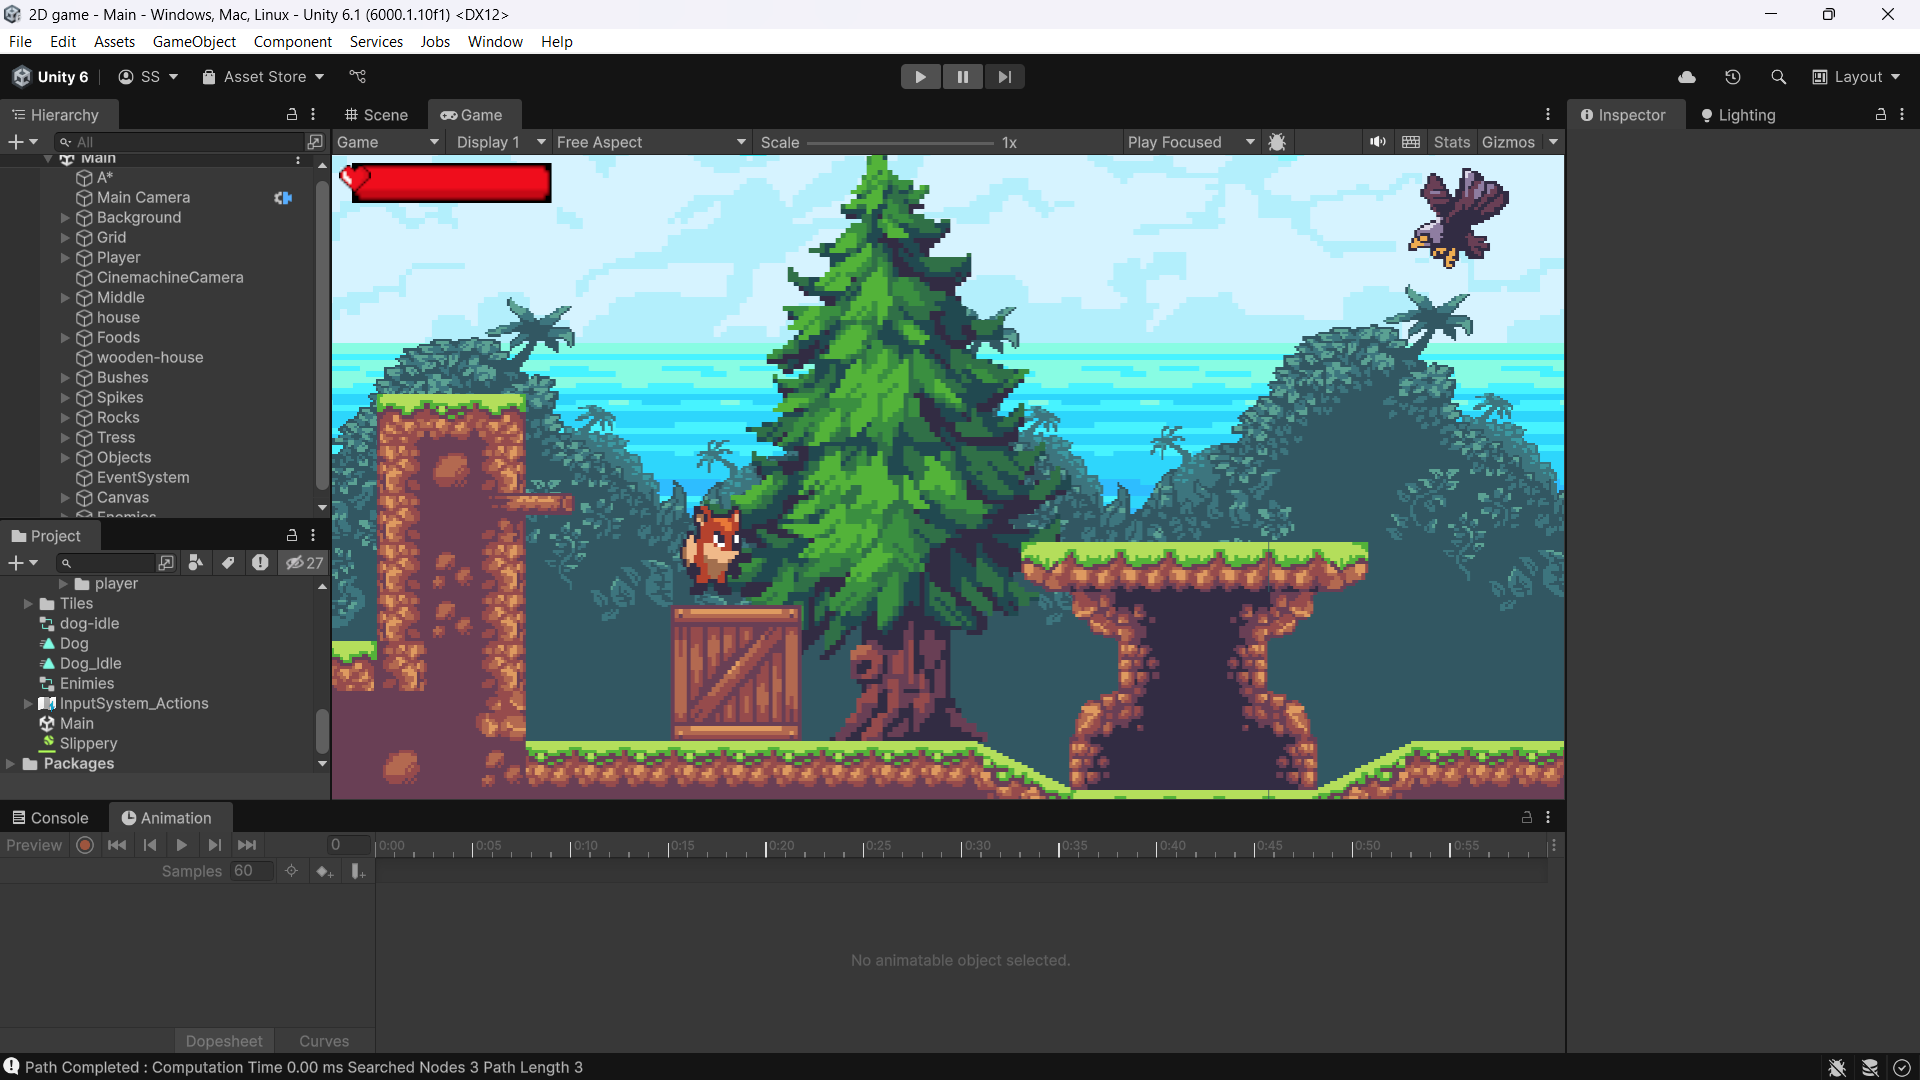 2D game - Main - Windows, Mac, Linux - Unity 6.1 (6000.1.10f1) <DX12>
File Edit Assets GameObject Component Services Jobs Window Help
Unity 6 SS Asset Store Layout
Hierarchy Scene Game Inspector Lighting
All Game Display 1 Free Aspect Scale 1x Play Focused Stats Gizmos
Main
A*
Main Camera
Background
Grid
Player
CinemachineCamera
Middle
house
Foods
wooden-house
Bushes
Spikes
Rocks
Tress
Objects
EventSystem
Canvas
Enemies
Project
27
player
Tiles
dog-idle
Dog
Dog_Idle
Enimies
InputSystem_Actions
Main
Slippery
Packages
Console Animation
Preview 0 0:00 0:05 0:10 0:15 0:20 0:25 0:30 0:35 0:40 0:45 0:50 0:55
Samples 60
No animatable object selected.
Dopesheet Curves
Path Completed : Computation Time 0.00 ms Searched Nodes 3 Path Length 3